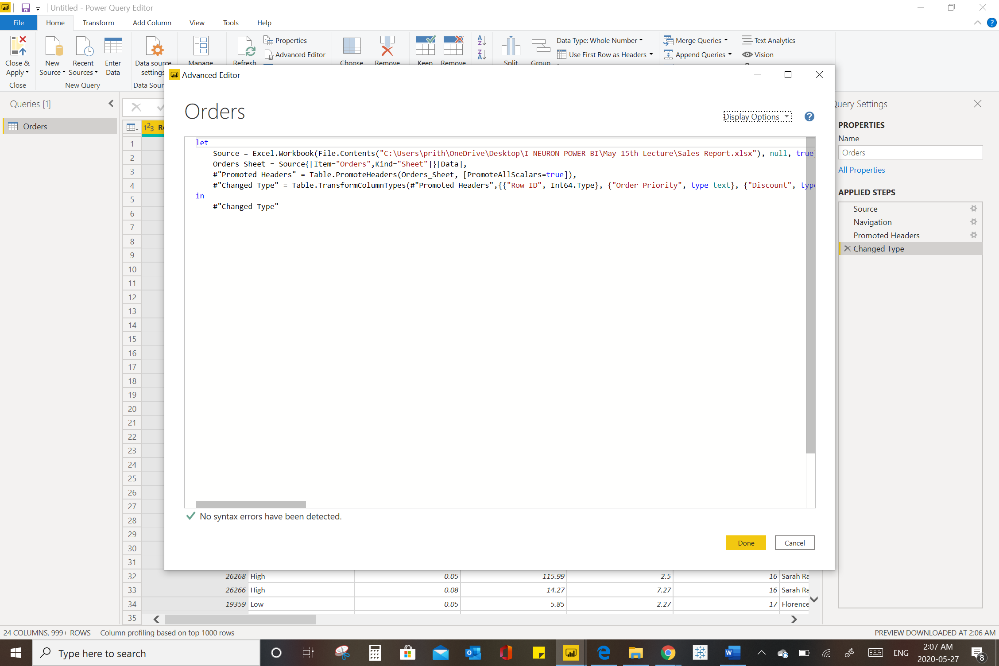 Untitled - Power Query Editor
File Home Transform Add Column View Tools Help
Close & Apply
New Source
Recent Sources
Enter Data
Data source settings
Manage
Refresh
Properties
Advanced Editor
Choose
Remove
Keep
Remove
Split
Group
Data Type: Whole Number
Use First Row as Headers
Merge Queries
Append Queries
Text Analytics
Vision
Close
New Query
Data Sour
Queries [1]
Orders
123
1
2
3
4
5
6
7
8
9
10
11
12
13
14
15
16
17
18
19
20
21
22
23
24
25
26
27
28
29
30
31
Advanced Editor
Orders
Display Options
let
Source = Excel.Workbook(File.Contents("C:\Users\prith\OneDrive\Desktop\I NEURON POWER BI\May 15th Lecture\Sales Report.xlsx"), null, true)
Orders_Sheet = Source{[Item="Orders",Kind="Sheet"]}[Data],
#"Promoted Headers" = Table.PromoteHeaders(Orders_Sheet, [PromoteAllScalars=true]),
#"Changed Type" = Table.TransformColumnTypes(#"Promoted Headers",{{"Row ID", Int64.Type}, {"Order Priority", type text}, {"Discount", type
in
#"Changed Type"
No syntax errors have been detected.
Done
Cancel
Query Settings
PROPERTIES
Name
Orders
All Properties
APPLIED STEPS
Source
Navigation
Promoted Headers
Changed Type
32 26268 High 0.05 115.99 2.5 16 Sarah Ra
33 26266 High 0.08 14.27 7.27 16 Sarah Ra
34 19359 Low 0.05 5.85 2.27 17 Florence
35
24 COLUMNS, 999+ ROWS Column profiling based on top 1000 rows
PREVIEW DOWNLOADED AT 2:06 AM
Type here to search
ENG
2:07 AM
2020-05-27
8